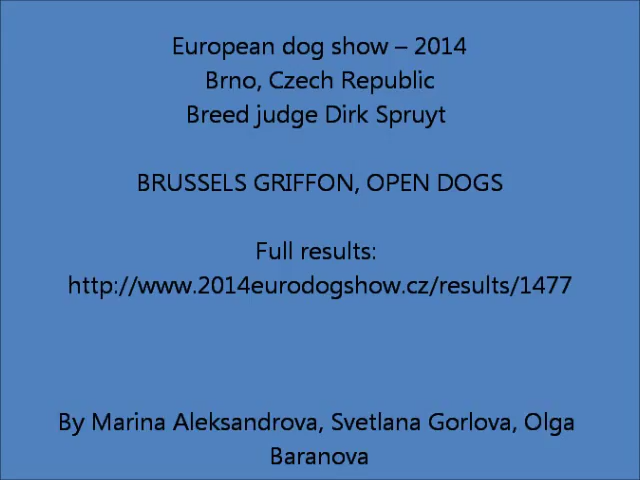 European dog show – 2014
Brno, Czech Republic
Breed judge Dirk Spruyt
BRUSSELS GRIFFON, OPEN DOGS
Full results:
http://www.2014eurodogshow.cz/results/1477
By Marina Aleksandrova, Svetlana Gorlova, Olga
Baranova